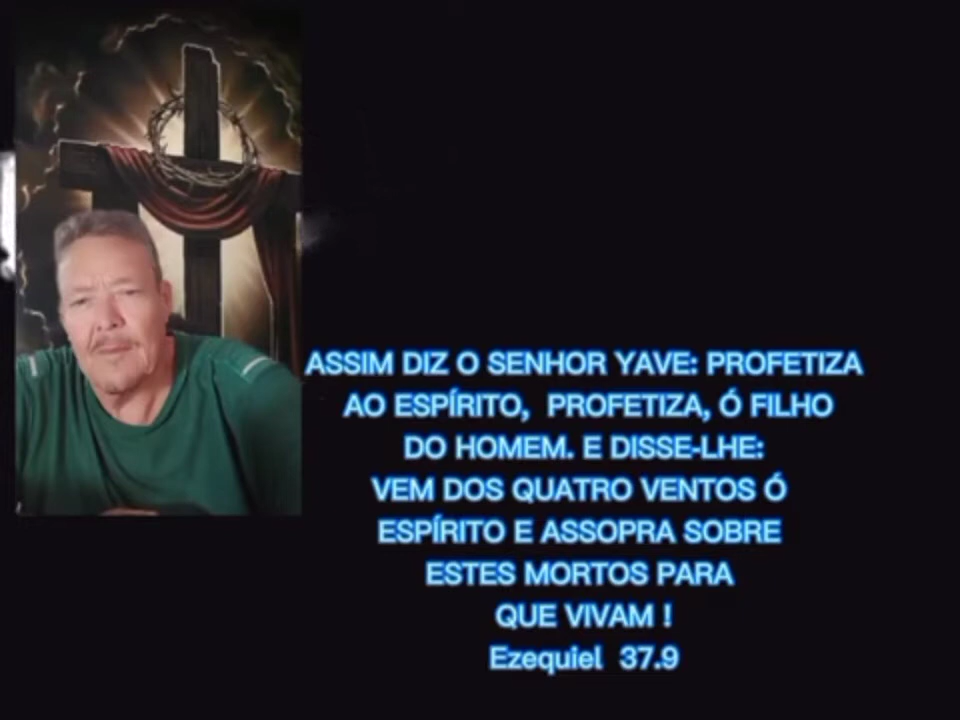 ASSIM DIZ O SENHOR YAVE: PROFETIZA
AO ESPÍRITO, PROFETIZA, Ó FILHO
DO HOMEM. E DISSE-LHE:
VEM DOS QUATRO VENTOS Ó
ESPÍRITO E ASSOPRA SOBRE
ESTES MORTOS PARA
QUE VIVAM !
Ezequiel 37.9